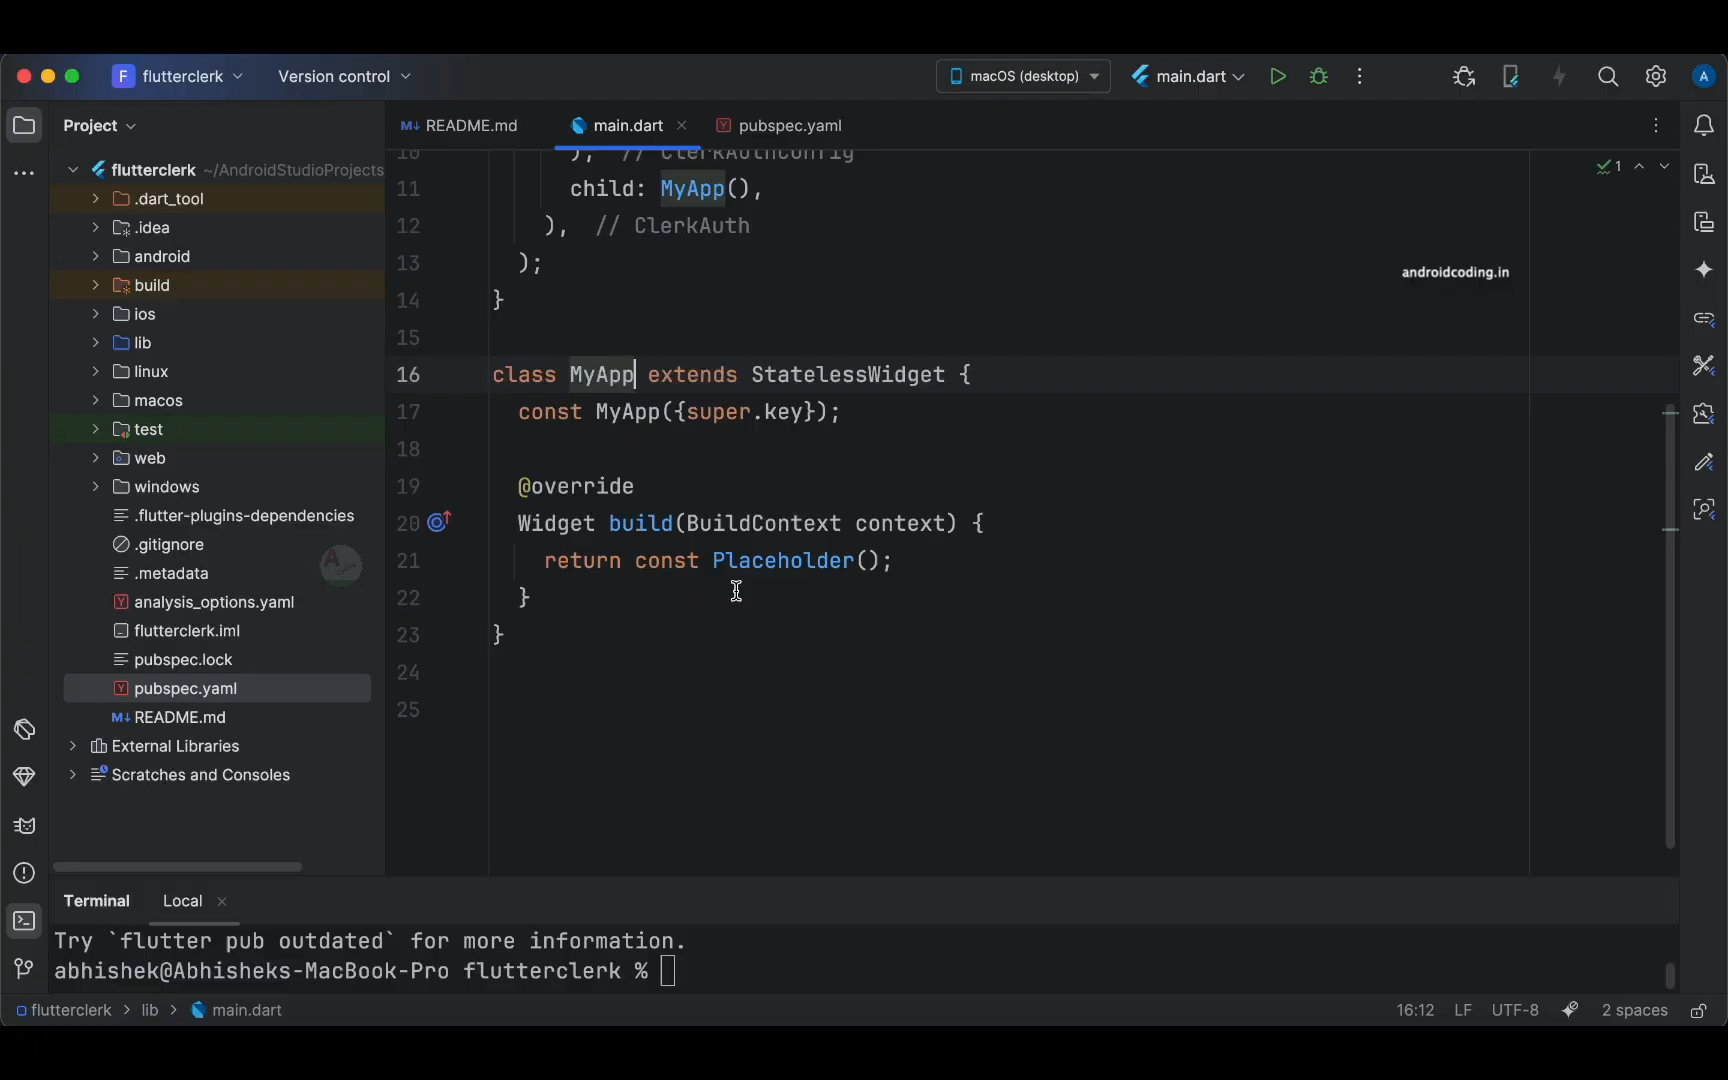 F flutterclerk
Version control
macOS (desktop)
main.dart
A
Project
README.md
main.dart
pubspec.yaml
flutterclerk ~/AndroidStudioProjects
.dart_tool
.idea
android
build
ios
lib
linux
macos
test
web
windows
.flutter-plugins-dependencies
.gitignore
.metadata
analysis_options.yaml
flutterclerk.iml
pubspec.lock
pubspec.yaml
README.md
External Libraries
Scratches and Consoles
10 ), // ClerkAuthConfig
11 child: MyApp(),
12 ), // ClerkAuth
13 );
14 }
15
16 class MyApp extends StatelessWidget {
17 const MyApp({super.key});
18
19 @override
20 Widget build(BuildContext context) {
21 return const Placeholder();
22 }
23 }
24
25
1
androidcoding.in
Terminal
Local
Try `flutter pub outdated` for more information.
abhishek@Abhisheks-MacBook-Pro flutterclerk %
flutterclerk > lib > main.dart
16:12 LF UTF-8 2 spaces